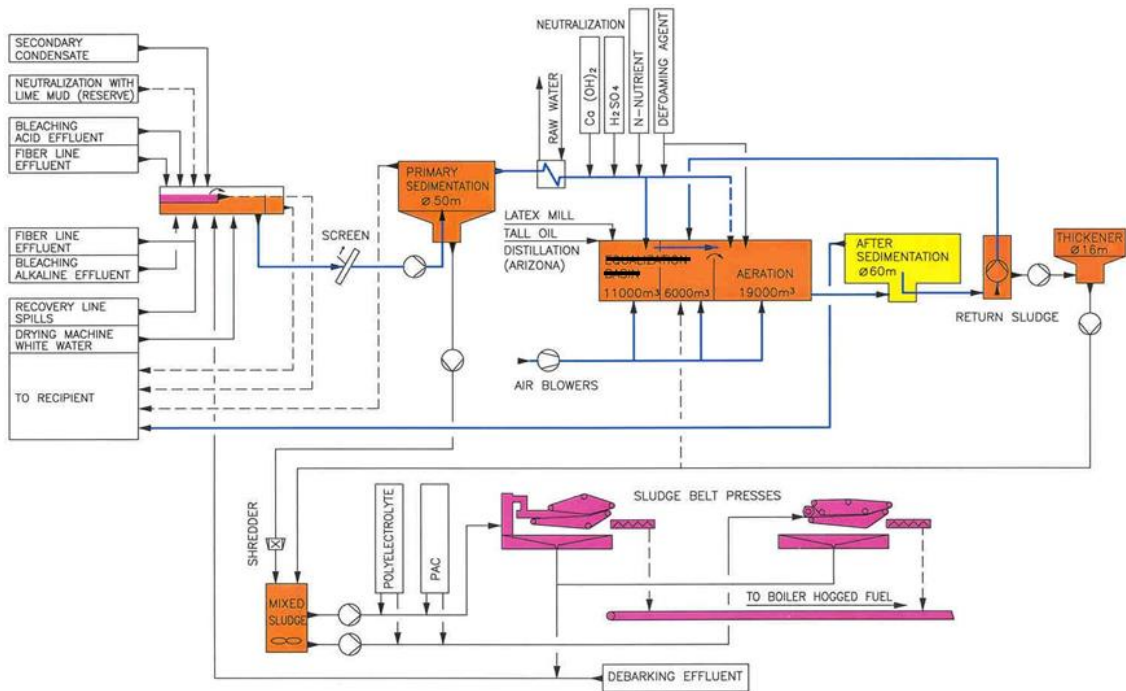 SECONDARY
CONDENSATE
NEUTRALIZATION WITH
LIME MUD (RESERVE)
BLEACHING
ACID EFFLUENT
FIBER LINE
EFFLUENT
FIBER LINE
EFFLUENT
BLEACHING
ALKALINE EFFLUENT
RECOVERY LINE
SPILLS
DRYING MACHINE
WHITE WATER
TO RECIPIENT
SCREEN
PRIMARY
SEDIMENTATION
Ø 50m
NEUTRALIZATION
RAW WATER
Ca (OH)2
H2SO4
N-NUTRIENT
DEFOAMING AGENT
LATEX MILL
TALL OIL
DISTILLATION
(ARIZONA)
EQUALIZATION
BASIN
11000m³
6000m³
AERATION
19000m³
AIR BLOWERS
AFTER
SEDIMENTATION
Ø60m
RETURN SLUDGE
THICKENER
Ø16m
SHREDDER
MIXED
SLUDGE
POLYELECTROLYTE
PAC
SLUDGE BELT PRESSES
TO BOILER HOGGED FUEL
DEBARKING EFFLUENT